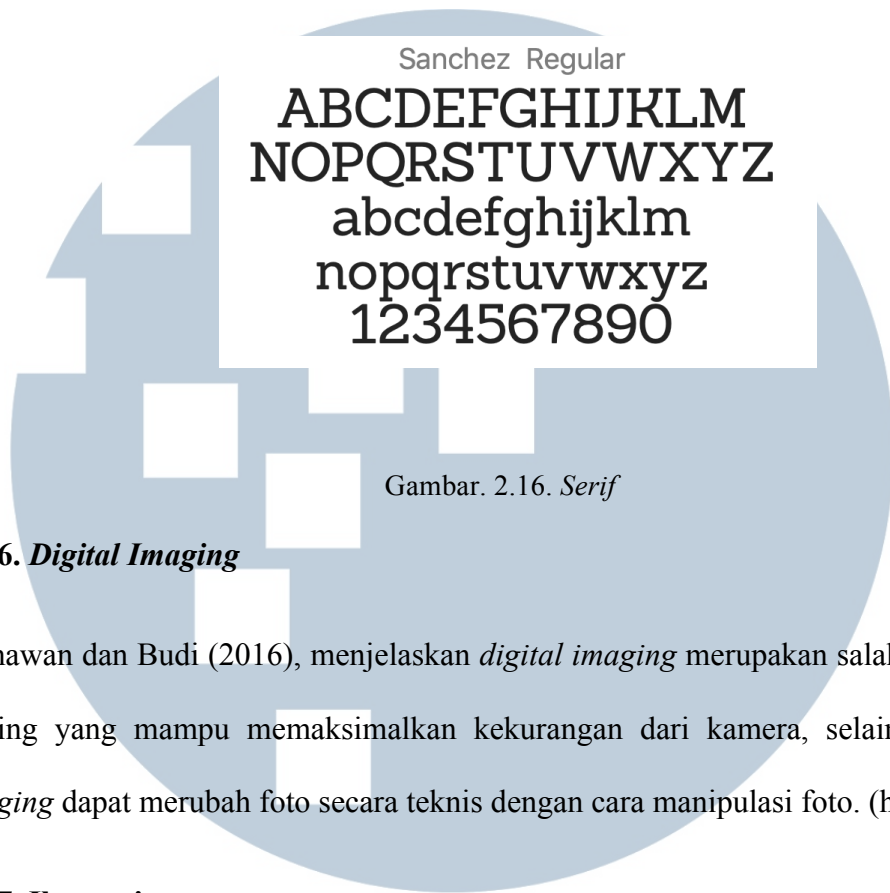 Sanchez Regular
ABCDEFGHIJKLM
NOPQRSTUVWXYZ
abcdefghijklm
nopqrstuvwxyz
1234567890
Gambar. 2.16. Serif
6. Digital Imaging
nawan dan Budi (2016), menjelaskan digital imaging merupakan salah
ing yang mampu memaksimalkan kekurangan dari kamera, selain
ging dapat merubah foto secara teknis dengan cara manipulasi foto. (h